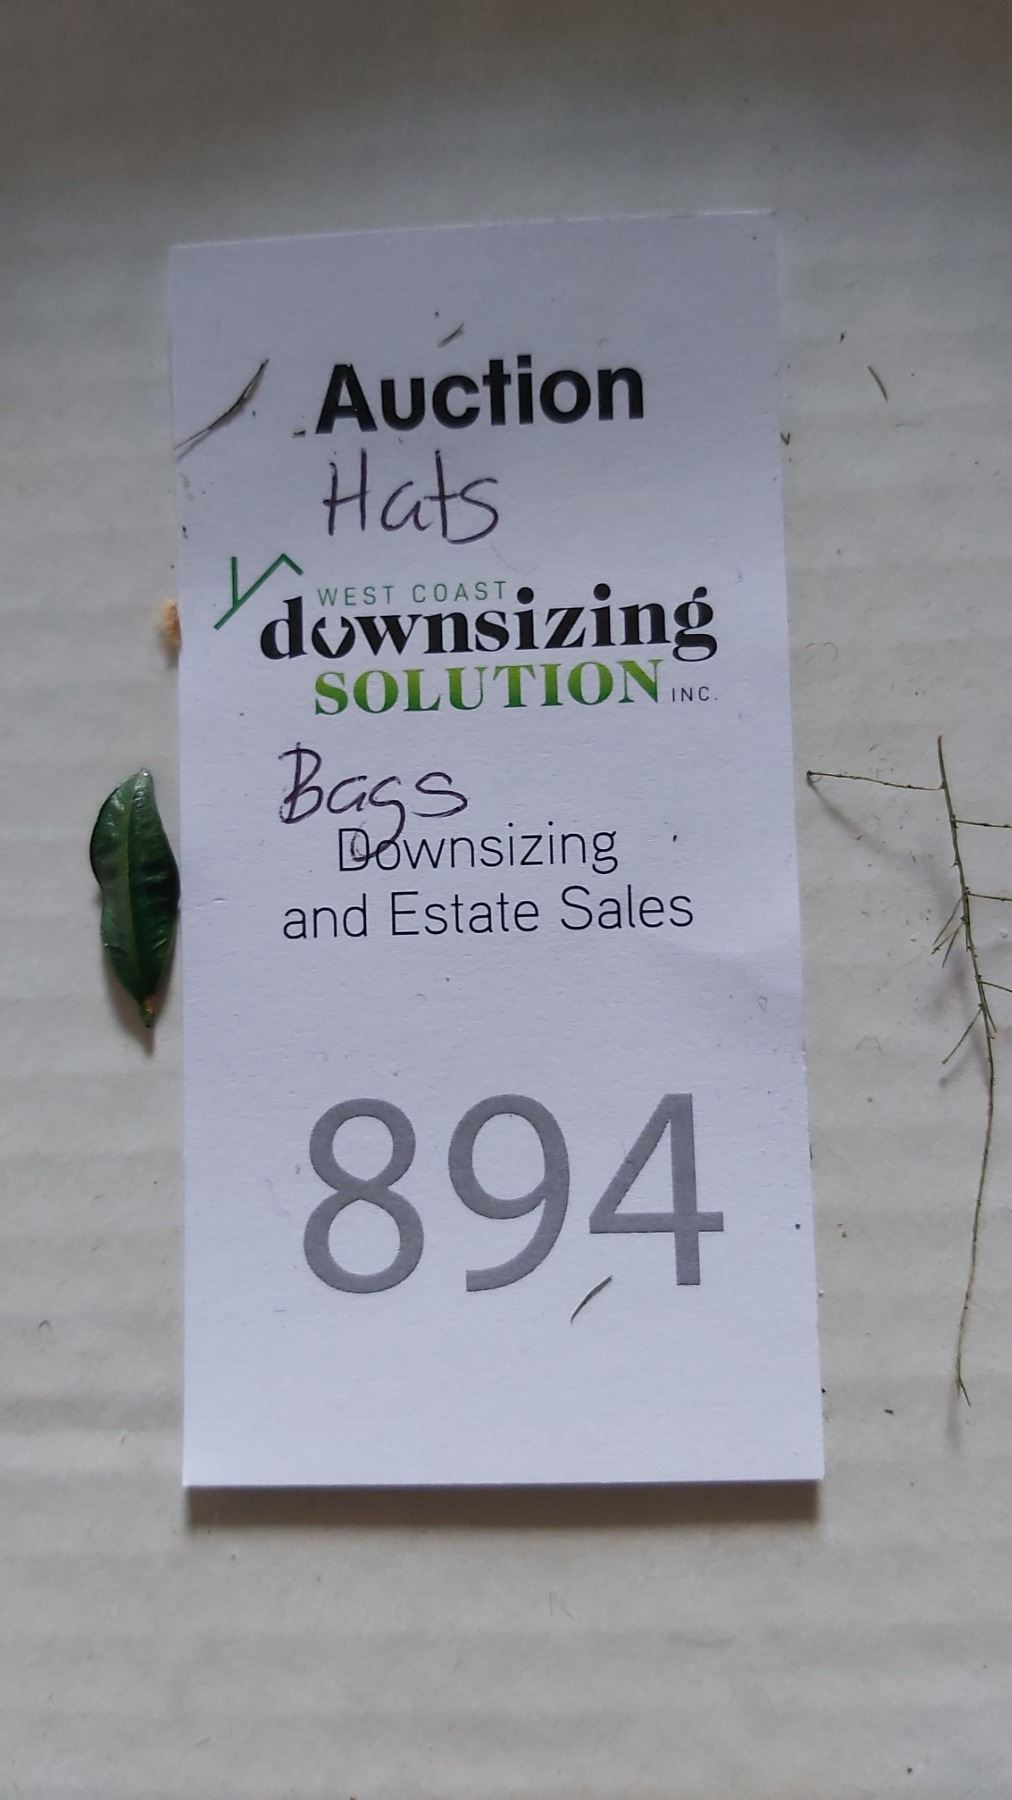 Auction
Hats
WEST COAST
downsizing
SOLUTION INC.
Bags
Downsizing
and Estate Sales
894